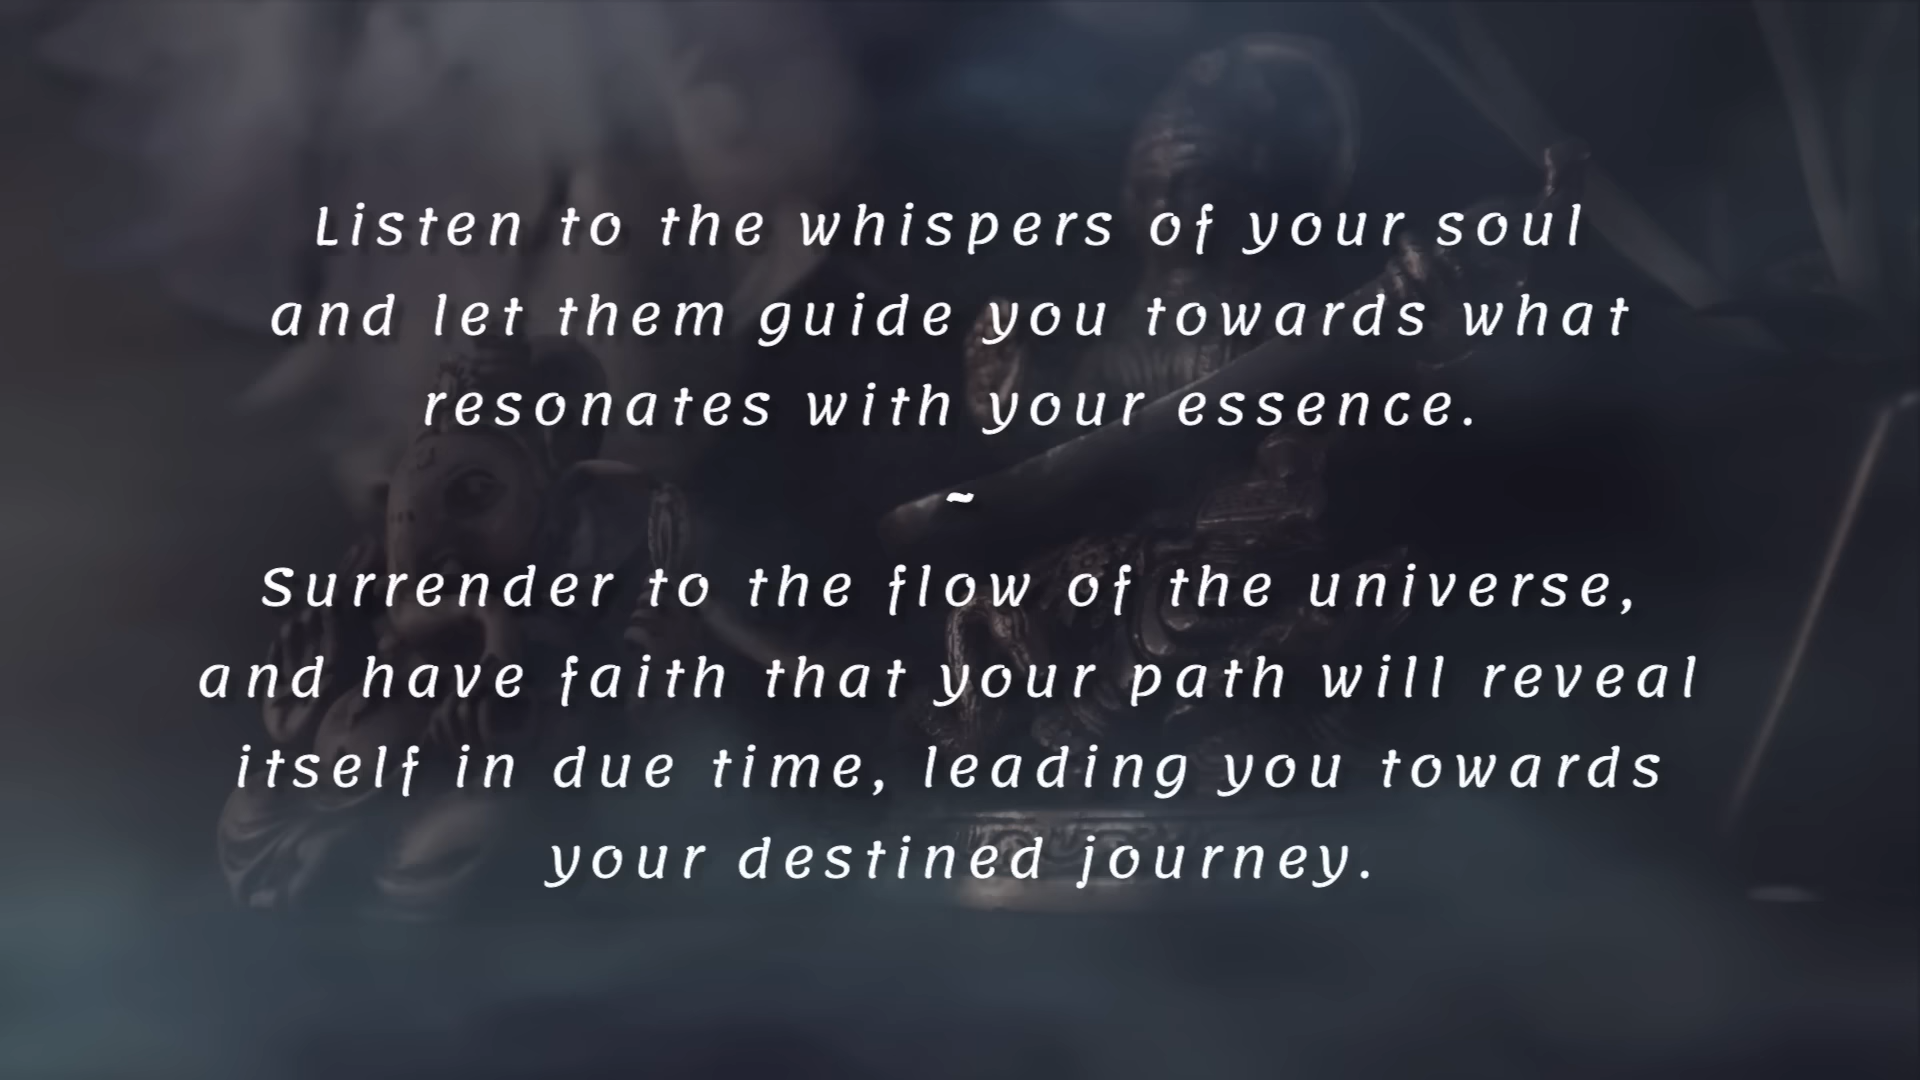 Listen to the whispers of your soul
and let them guide you towards what
resonates with your essence.
~
Surrender to the flow of the universe,
and have faith that your path will reveal
itself in due time, leading you towards
your destined journey.